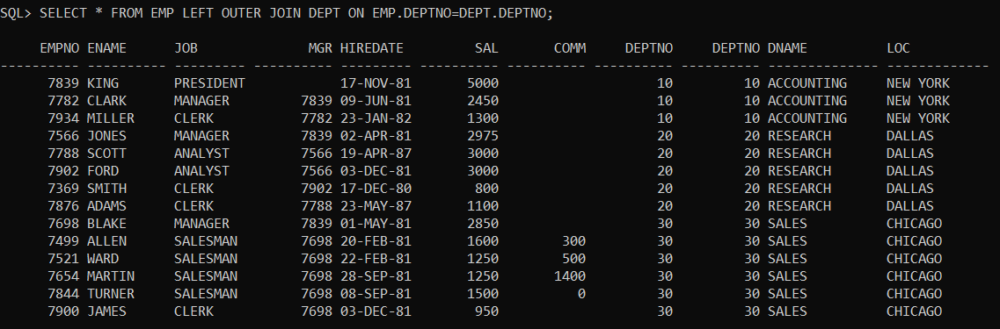 SQL> SELECT * FROM EMP LEFT OUTER JOIN DEPT ON EMP.DEPTNO=DEPT.DEPTNO;
     EMPNO ENAME      JOB              MGR HIREDATE         SAL       COMM     DEPTNO     DEPTNO DNAME          LOC
---------- ---------- --------- ---------- --------- ---------- ---------- ---------- ---------- -------------- -------------
      7839 KING       PRESIDENT            17-NOV-81       5000                    10         10 ACCOUNTING     NEW YORK
      7782 CLARK      MANAGER         7839 09-JUN-81       2450                    10         10 ACCOUNTING     NEW YORK
      7934 MILLER     CLERK           7782 23-JAN-82       1300                    10         10 ACCOUNTING     NEW YORK
      7566 JONES      MANAGER         7839 02-APR-81       2975                    20         20 RESEARCH       DALLAS
      7788 SCOTT      ANALYST         7566 19-APR-87       3000                    20         20 RESEARCH       DALLAS
      7902 FORD       ANALYST         7566 03-DEC-81       3000                    20         20 RESEARCH       DALLAS
      7369 SMITH      CLERK           7902 17-DEC-80        800                    20         20 RESEARCH       DALLAS
      7876 ADAMS      CLERK           7788 23-MAY-87       1100                    20         20 RESEARCH       DALLAS
      7698 BLAKE      MANAGER         7839 01-MAY-81       2850                    30         30 SALES          CHICAGO
      7499 ALLEN      SALESMAN        7698 20-FEB-81       1600        300         30         30 SALES          CHICAGO
      7521 WARD       SALESMAN        7698 22-FEB-81       1250        500         30         30 SALES          CHICAGO
      7654 MARTIN     SALESMAN        7698 28-SEP-81       1250       1400         30         30 SALES          CHICAGO
      7844 TURNER     SALESMAN        7698 08-SEP-81       1500          0         30         30 SALES          CHICAGO
      7900 JAMES      CLERK           7698 03-DEC-81        950                    30         30 SALES          CHICAGO